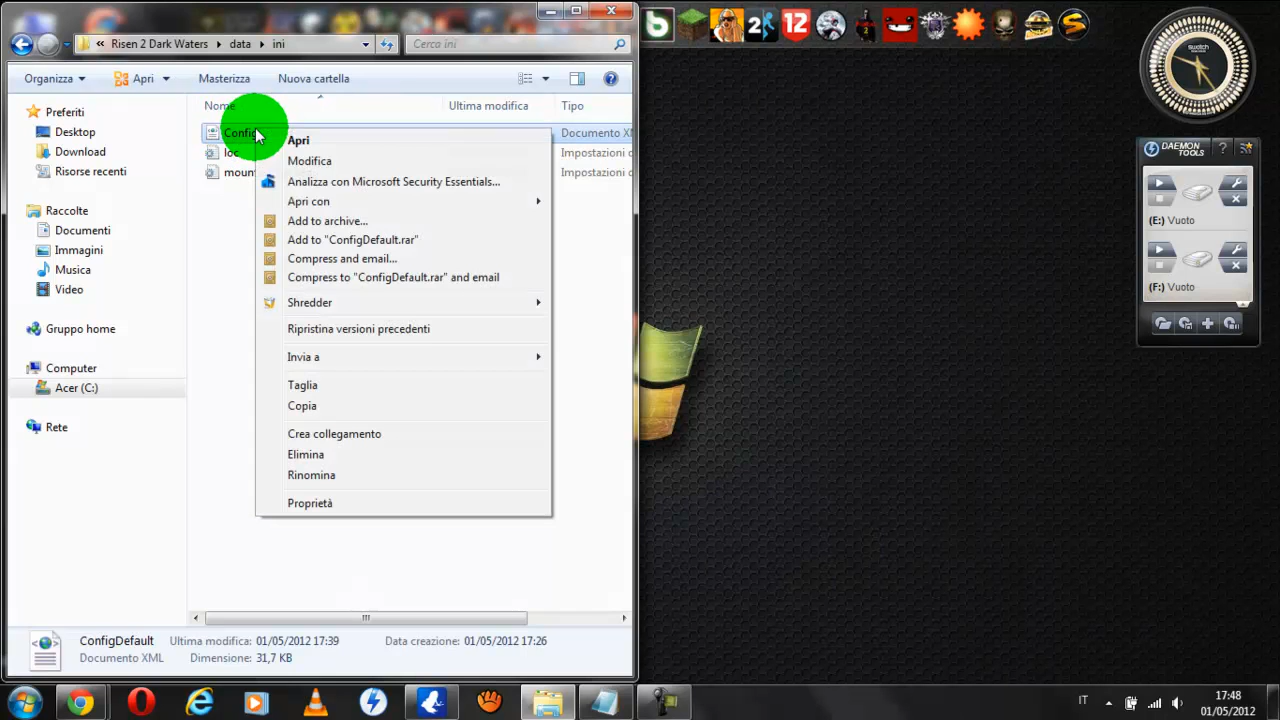 Risen 2 Dark Waters
data
ini
Cerca ini
Organizza
Apri
Masterizza
Nuova cartella
Nome
Ultima modifica
Tipo
Preferiti
Desktop
Download
Risorse recenti
Raccolte
Documenti
Immagini
Musica
Video
Gruppo home
Computer
Acer (C:)
Rete
Config
Documento XM
loc
Impostazioni d
moun
Impostazioni d
Apri
Modifica
Analizza con Microsoft Security Essentials...
Apri con
Add to archive...
Add to "ConfigDefault.rar"
Compress and email...
Compress to "ConfigDefault.rar" and email
Shredder
Ripristina versioni precedenti
Invia a
Taglia
Copia
Crea collegamento
Elimina
Rinomina
Proprietà
ConfigDefault
Ultima modifica: 01/05/2012 17:39
Data creazione: 01/05/2012 17:26
Documento XML
Dimensione: 31,7 KB
2
12
swatch
DAEMON
TOOLS
(E:) Vuoto
(F:) Vuoto
IT
17:48
01/05/2012